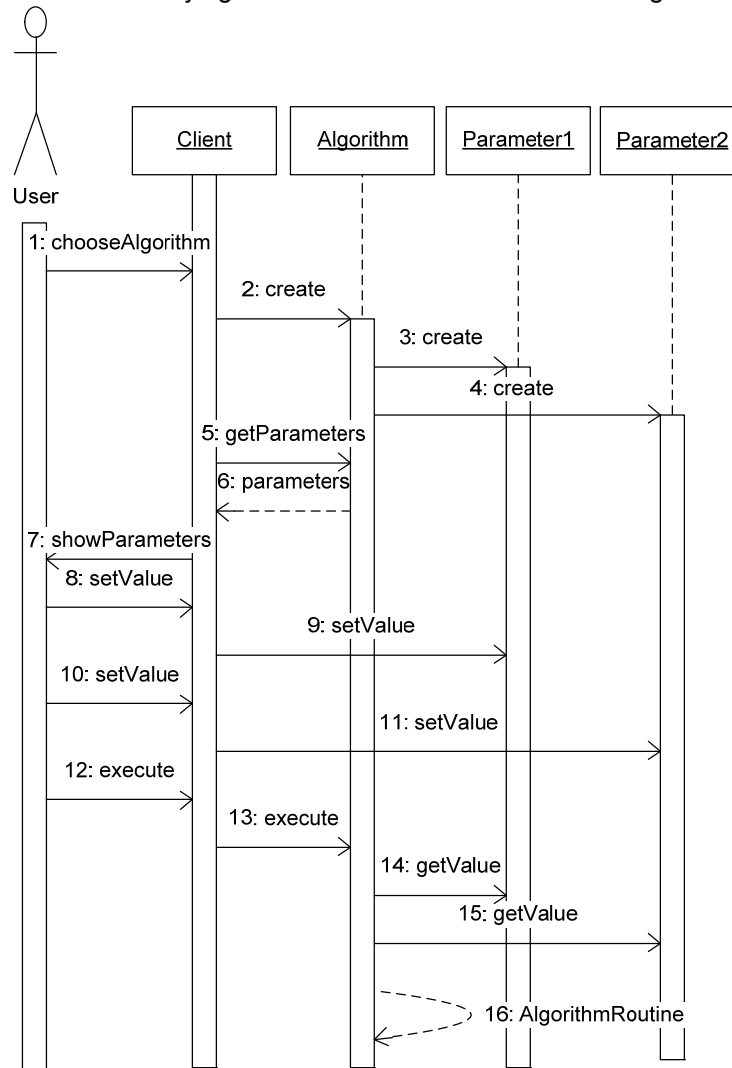 Client
Algorithm
Parameter1
Parameter2
User
1: chooseAlgorithm
2: create
3: create
4: create
5: getParameters
6: parameters
7: showParameters
8: setValue
9: setValue
10: setValue
11: setValue
12: execute
13: execute
14: getValue
15: getValue
16: AlgorithmRoutine